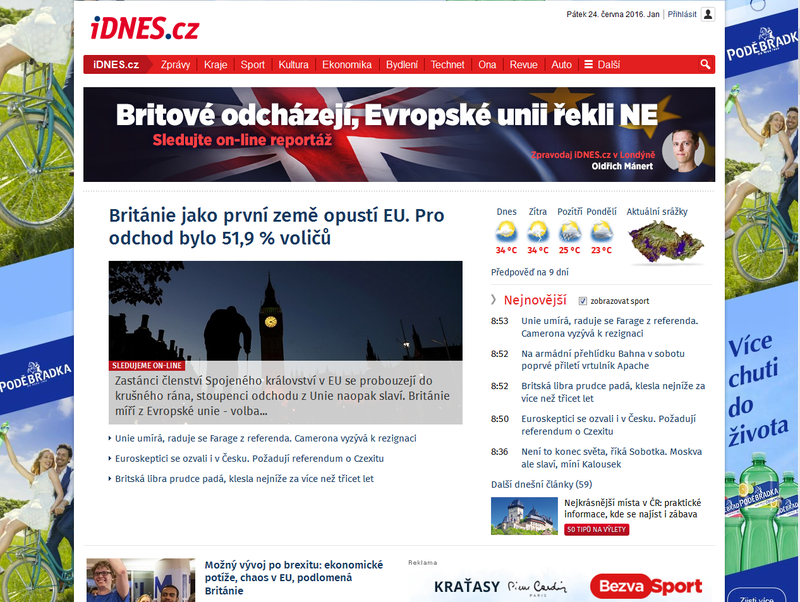 iDNES.cz
Pátek 24. června 2016. Jan | Přihlásit
iDNES.cz Zprávy Kraje Sport Kultura Ekonomika Bydlení Technet Ona Revue Auto Další
Britové odcházejí, Evropské unii řekli NE
Sledujte on-line reportáž
Zpravodaj iDNES.cz v Londýně
Oldřich Mánert
Británie jako první země opustí EU. Pro
odchod bylo 51,9 % voličů
SLEDUJEME ON-LINE
Zastánci členství Spojeného království v EU se probouzejí do
krušného rána, stoupenci odchodu z Unie naopak slaví. Británie
míří z Evropské unie - volba...
Unie umírá, raduje se Farage z referenda. Camerona vyzývá k rezignaci
Euroskeptici se ozvali i v Česku. Požadují referendum o Czexitu
Britská libra prudce padá, klesla nejníže za více než třicet let
Dnes Zítra Pozítří Pondělí Aktuální srážky
34 °C 34 °C 25 °C 23 °C
Předpověď na 9 dní
Nejnovější zobrazovat sport
8:53 Unie umírá, raduje se Farage z referenda.
Camerona vyzývá k rezignaci
8:52 Na armádní přehlídku Bahna v sobotu
poprvé přiletí vrtulník Apache
8:52 Britská libra prudce padá, klesla nejníže za
více než třicet let
8:50 Euroskeptici se ozvali i v Česku. Požadují
referendum o Czexitu
8:36 Není to konec světa, říká Sobotka. Moskva
ale slaví, míní Kalousek
Další dnešní články (59)
Nejkrásnější místa v ČR: praktické
informace, kde se najíst i zábava
50 TIPŮ NA VÝLETY
Možný vývoj po brexitu: ekonomické
potíže, chaos v EU, podlomená
Británie
Reklama
KRAŤASY Pierre Cardin
PARIS
BezvaSport
PODĚBRADKA
PODĚBRADKA
Více
chuti
do
života
PODĚBRADKA
Zjisti více